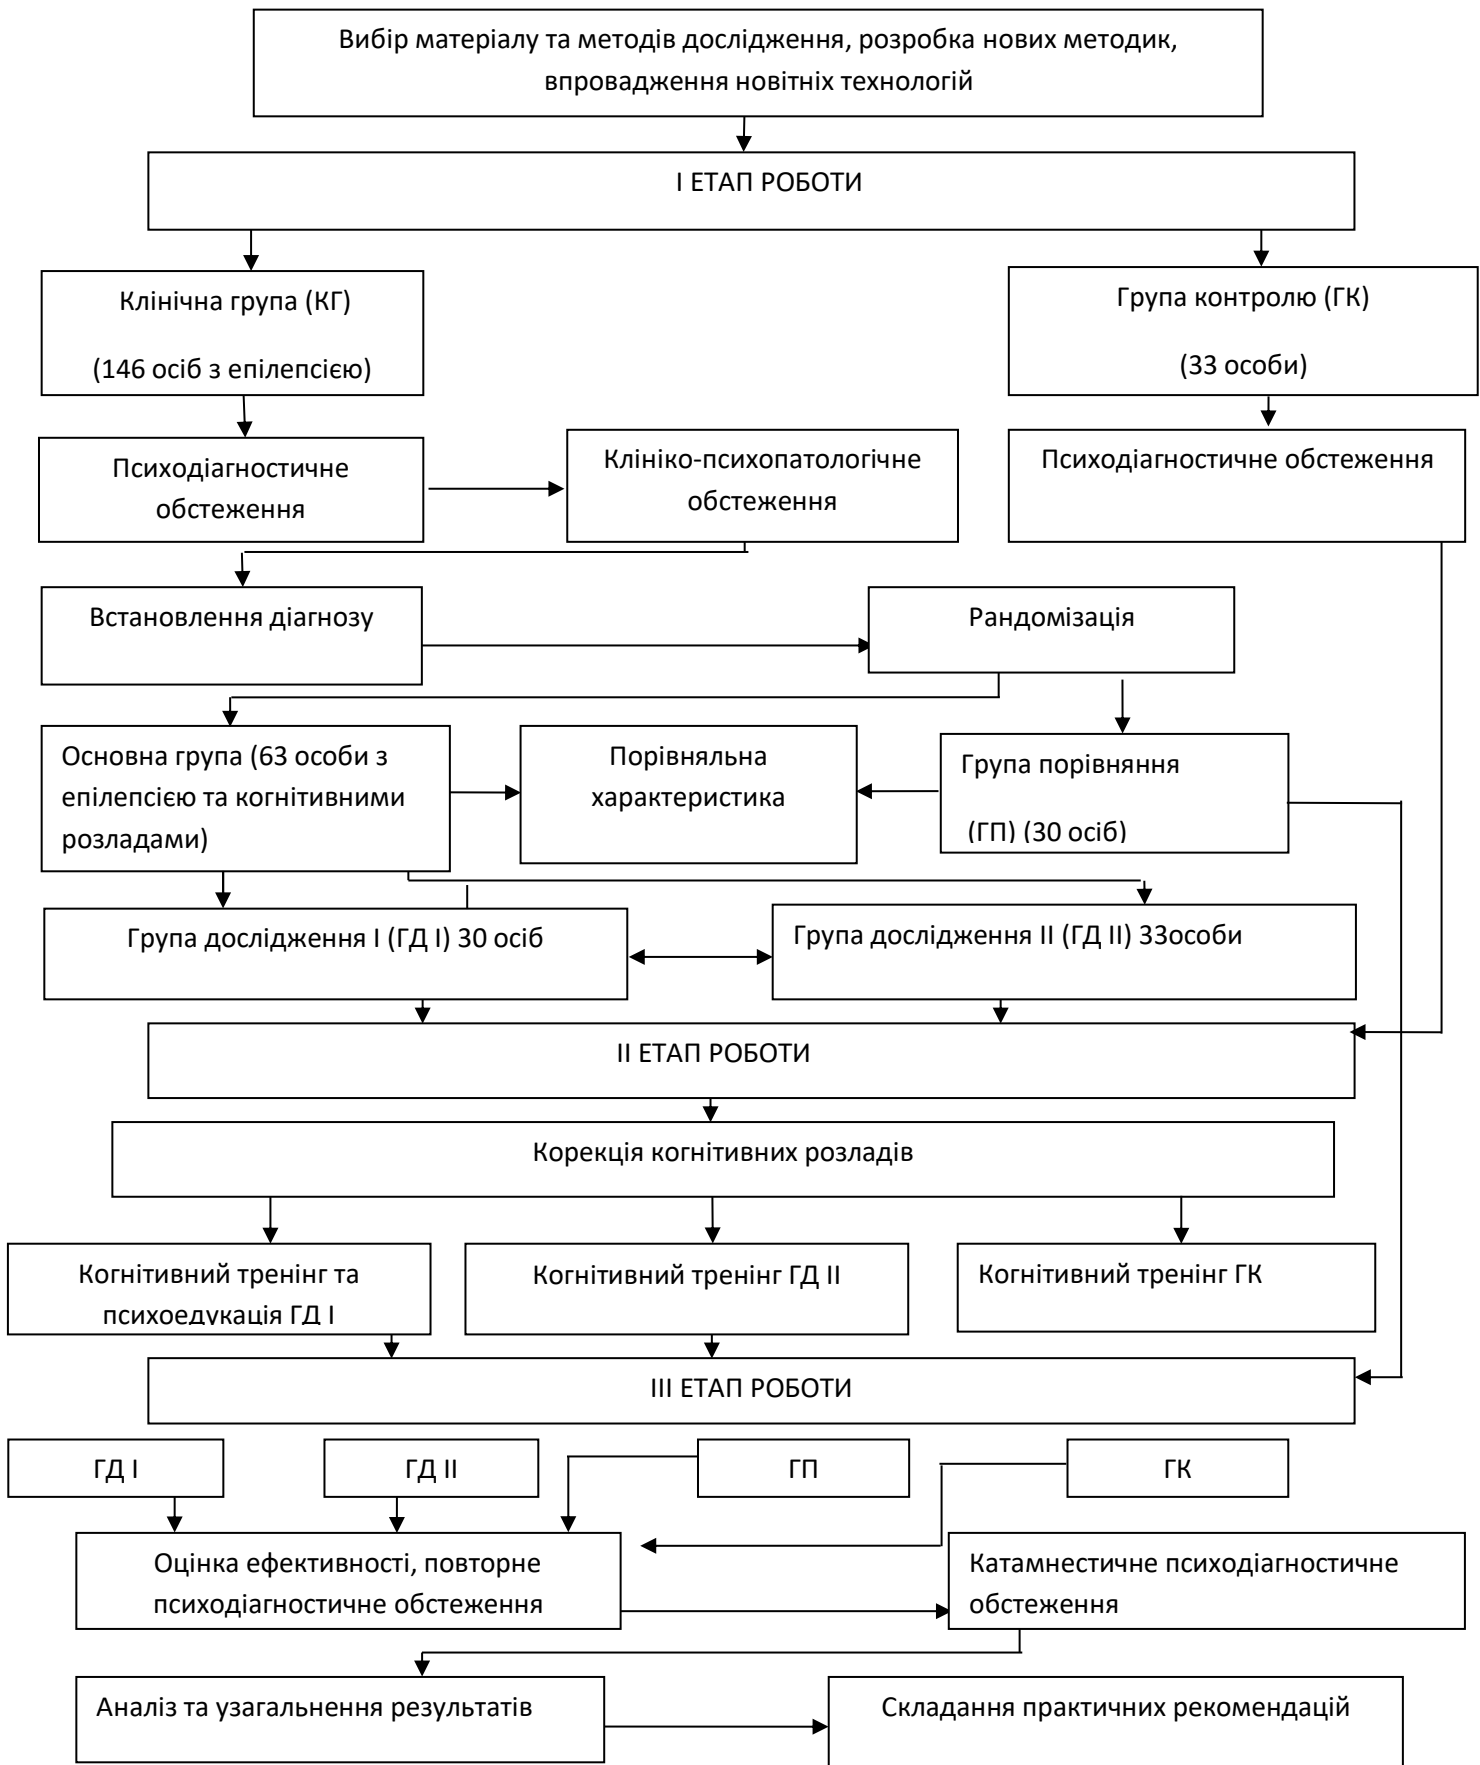 Вибір матеріалу та методів дослідження, розробка нових методик,
впровадження новітніх технологій
І ЕТАП РОБОТИ
Клінічна група (КГ)
(146 осіб з епілепсією)
Група контролю (ГК)
(33 особи)
Психодіагностичне
обстеження
Клініко-психопатологічне
обстеження
Психодіагностичне обстеження
Встановлення діагнозу
Рандомізація
Основна група (63 особи з
епілепсією та когнітивними
розладами)
Порівняльна
характеристика
Група порівняння
(ГП) (30 осіб)
Група дослідження І (ГД І) 30 осіб
Група дослідження ІІ (ГД ІІ) 33особи
ІІ ЕТАП РОБОТИ
Корекція когнітивних розладів
Когнітивний тренінг та
психоедукація ГД І
Когнітивний тренінг ГД ІІ
Когнітивний тренінг ГК
ІІІ ЕТАП РОБОТИ
ГД І
ГД ІІ
ГП
ГК
Оцінка ефективності, повторне
психодіагностичне обстеження
Катамнестичне психодіагностичне
обстеження
Аналіз та узагальнення результатів
Складання практичних рекомендацій